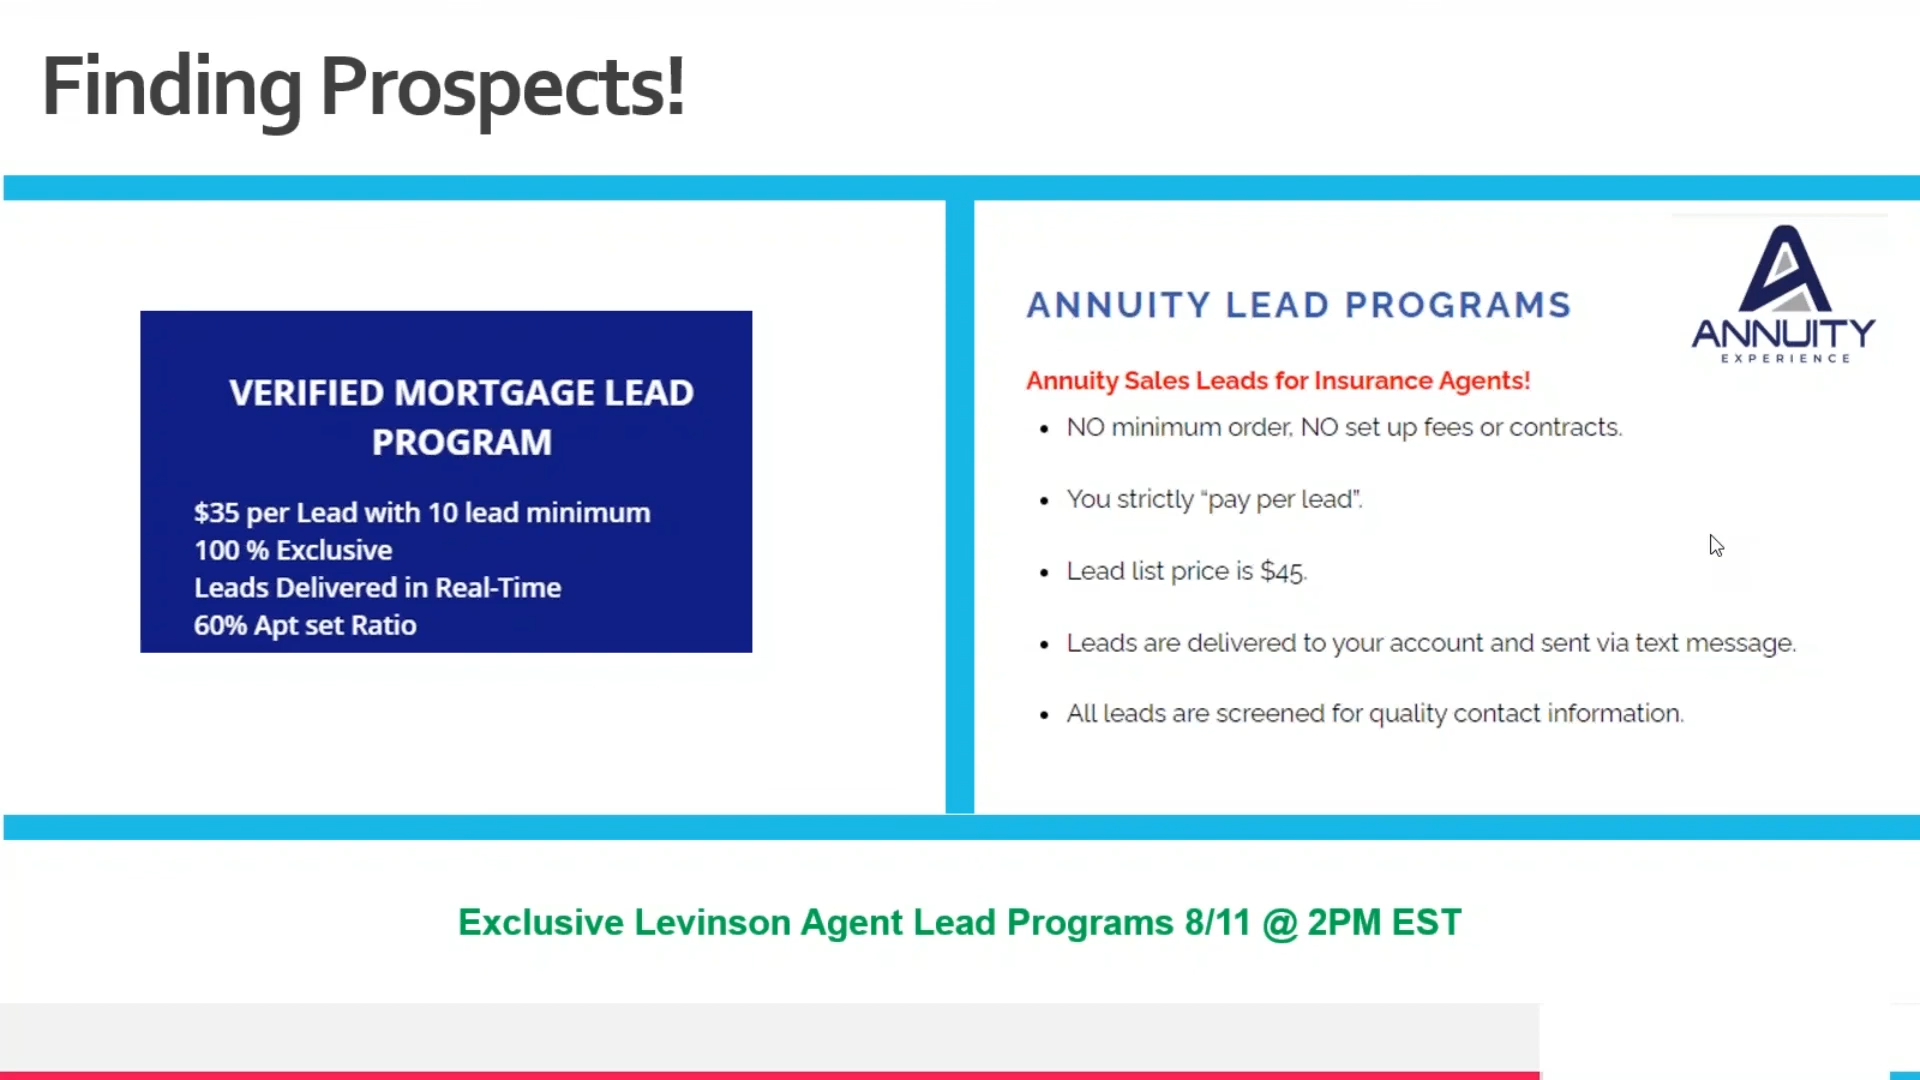 Finding Prospects!
VERIFIED MORTGAGE LEAD
PROGRAM
$35 per Lead with 10 lead minimum
100 % Exclusive
Leads Delivered in Real-Time
60% Apt set Ratio
ANNUITY
EXPERIENCE
ANNUITY LEAD PROGRAMS
Annuity Sales Leads for Insurance Agents!
• NO minimum order, NO set up fees or contracts.
• You strictly “pay per lead”.
• Lead list price is $45.
• Leads are delivered to your account and sent via text message.
• All leads are screened for quality contact information.
Exclusive Levinson Agent Lead Programs 8/11 @ 2PM EST